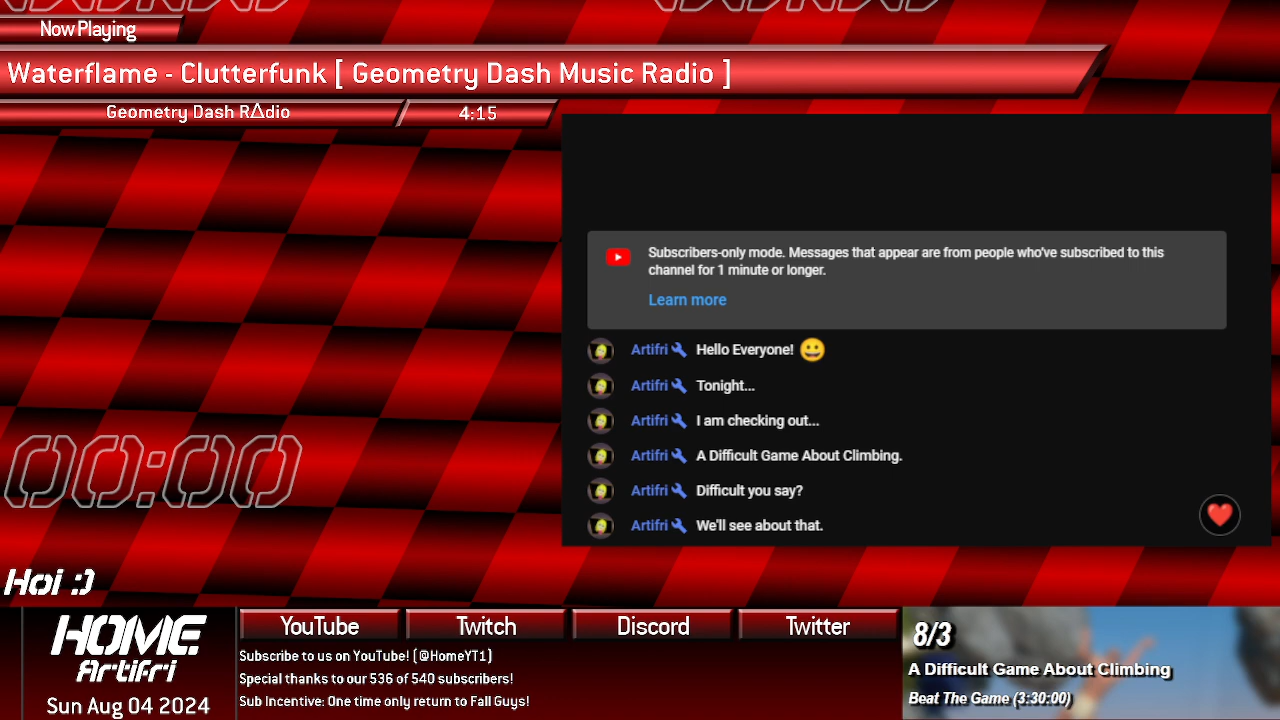 Now Playing
Waterflame - Clutterfunk [ Geometry Dash Music Radio ]
Geometry Dash RΔdio
4:15
Subscribers-only mode. Messages that appear are from people who've subscribed to this
channel for 1 minute or longer.
Learn more
Artifri Hello Everyone! 😀
Artifri Tonight...
Artifri I am checking out...
Artifri A Difficult Game About Climbing.
Artifri Difficult you say?
Artifri We'll see about that.
00:00
Hoi :)
HOME
Artifri
Sun Aug 04 2024
YouTube
Twitch
Discord
Twitter
Subscribe to us on YouTube! (@HomeYT1)
Special thanks to our 536 of 540 subscribers!
Sub Incentive: One time only return to Fall Guys!
8/3
A Difficult Game About Climbing
Beat The Game (3:30:00)